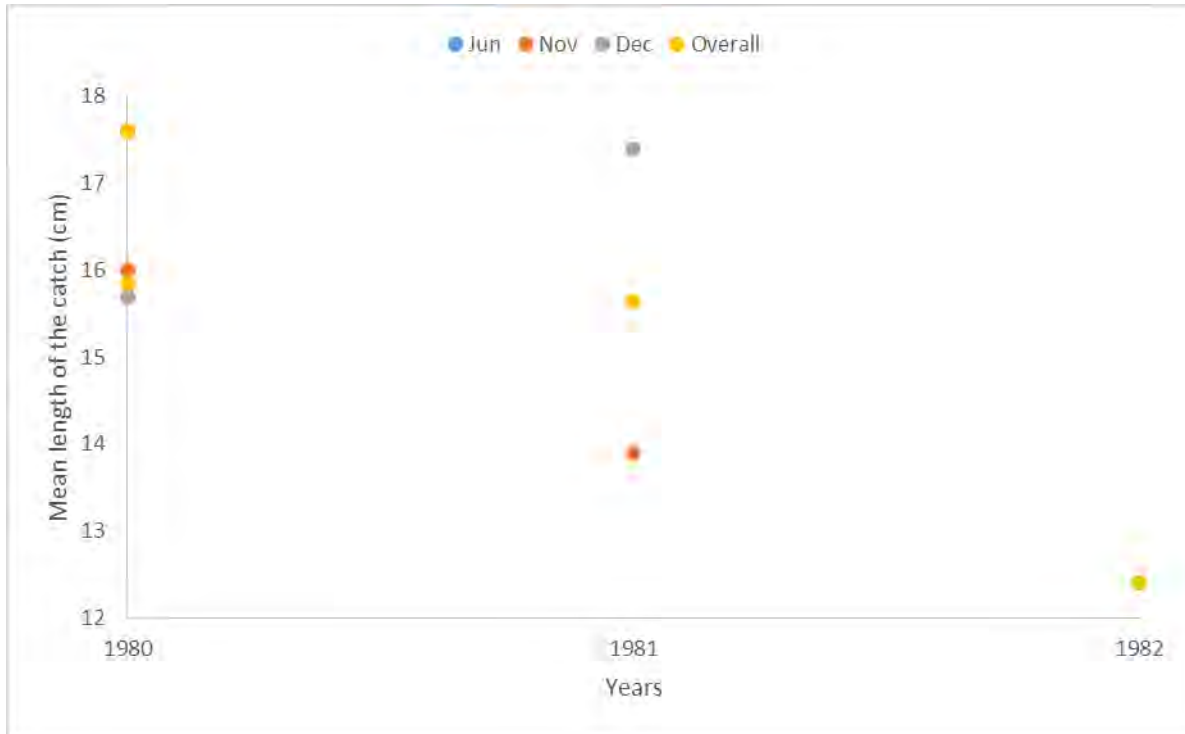 Jun Nov Dec Overall
18
17
16
15
14
13
12
Mean length of the catch (cm)
1980 1981 1982
Years